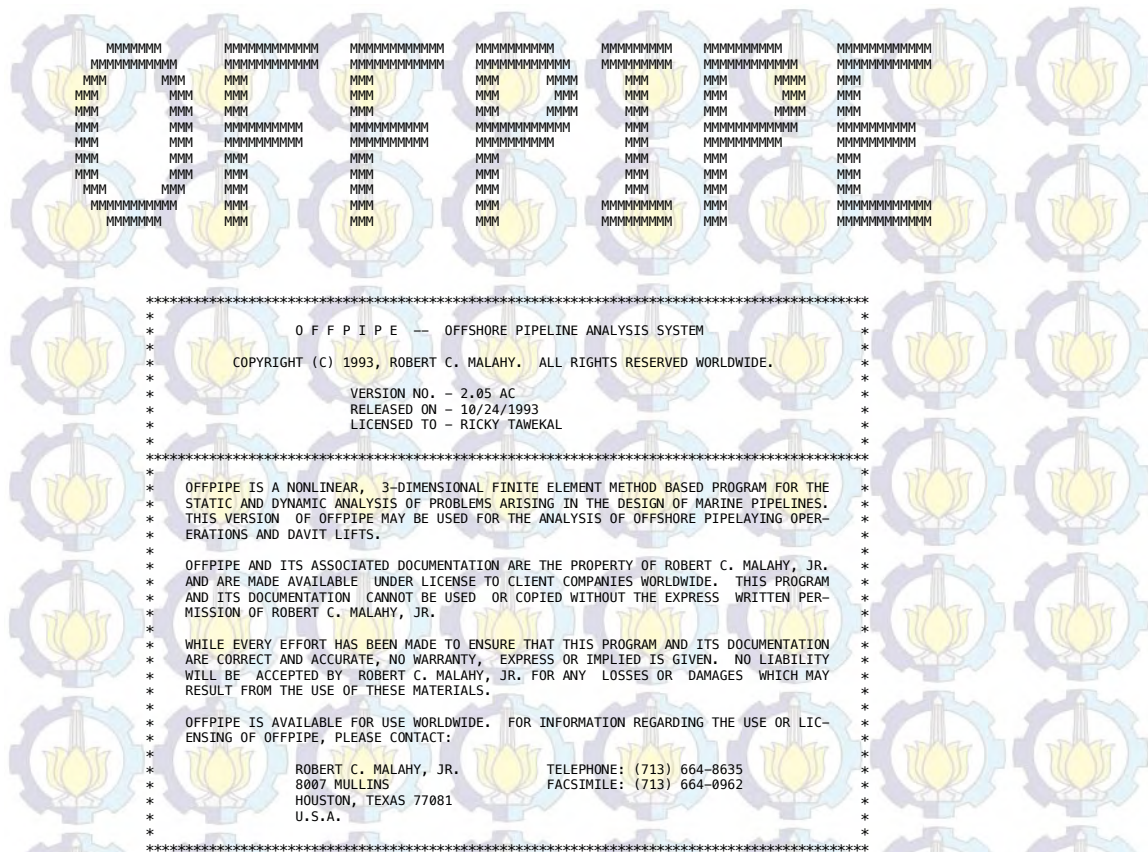 OFFPIPE
O F F P I P E -- OFFSHORE PIPELINE ANALYSIS SYSTEM
COPYRIGHT (C) 1993, ROBERT C. MALAHY. ALL RIGHTS RESERVED WORLDWIDE.
VERSION NO. - 2.05 AC
RELEASED ON - 10/24/1993
LICENSED TO - RICKY TAWEKAL
OFFPIPE IS A NONLINEAR, 3-DIMENSIONAL FINITE ELEMENT METHOD BASED PROGRAM FOR THE
STATIC AND DYNAMIC ANALYSIS OF PROBLEMS ARISING IN THE DESIGN OF MARINE PIPELINES.
THIS VERSION OF OFFPIPE MAY BE USED FOR THE ANALYSIS OF OFFSHORE PIPELAYING OPER-
ERATIONS AND DAVIT LIFTS.
OFFPIPE AND ITS ASSOCIATED DOCUMENTATION ARE THE PROPERTY OF ROBERT C. MALAHY, JR.
AND ARE MADE AVAILABLE UNDER LICENSE TO CLIENT COMPANIES WORLDWIDE. THIS PROGRAM
AND ITS DOCUMENTATION CANNOT BE USED OR COPIED WITHOUT THE EXPRESS WRITTEN PER-
MISSION OF ROBERT C. MALAHY, JR.
WHILE EVERY EFFORT HAS BEEN MADE TO ENSURE THAT THIS PROGRAM AND ITS DOCUMENTATION
ARE CORRECT AND ACCURATE, NO WARRANTY, EXPRESS OR IMPLIED IS GIVEN. NO LIABILITY
WILL BE ACCEPTED BY ROBERT C. MALAHY, JR. FOR ANY LOSSES OR DAMAGES WHICH MAY
RESULT FROM THE USE OF THESE MATERIALS.
OFFPIPE IS AVAILABLE FOR USE WORLDWIDE. FOR INFORMATION REGARDING THE USE OR LIC-
ENSING OF OFFPIPE, PLEASE CONTACT:
ROBERT C. MALAHY, JR. TELEPHONE: (713) 664-8635
8007 MULLINS FACSIMILE: (713) 664-0962
HOUSTON, TEXAS 77081
U.S.A.